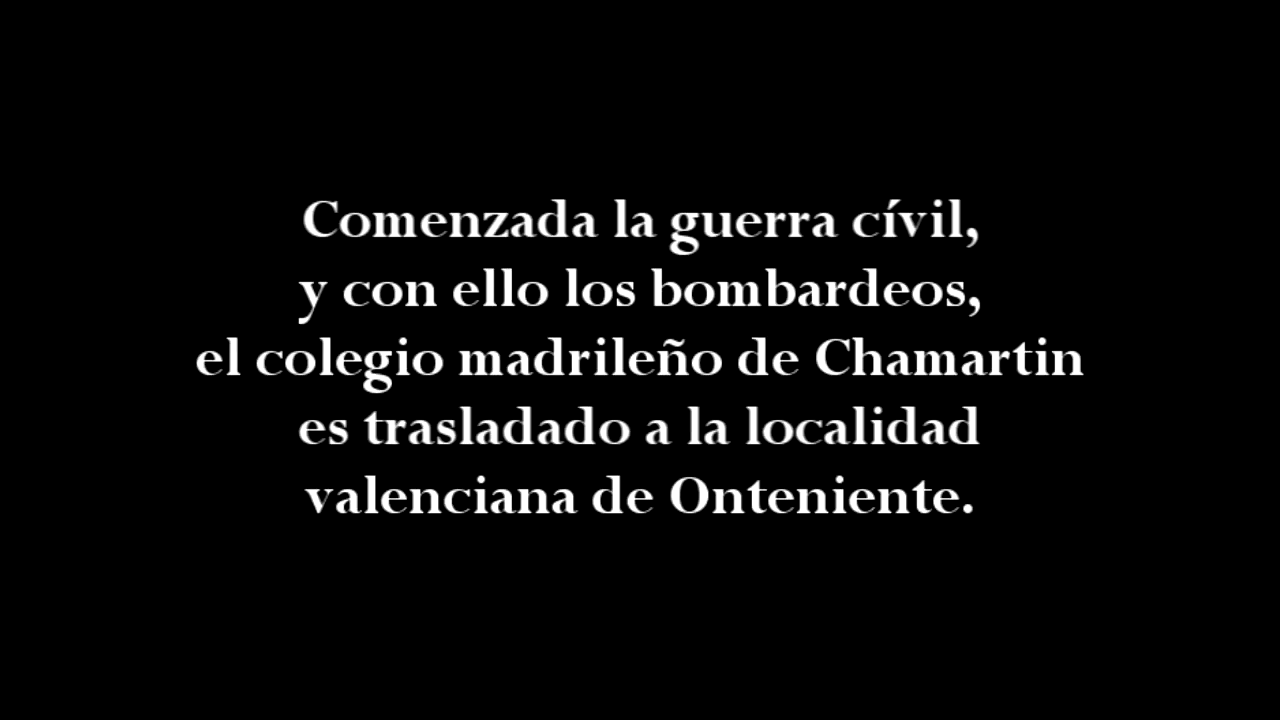 Comenzada la guerra cívil,
y con ello los bombardeos,
el colegio madrileño de Chamartin
es trasladado a la localidad
valenciana de Onteniente.